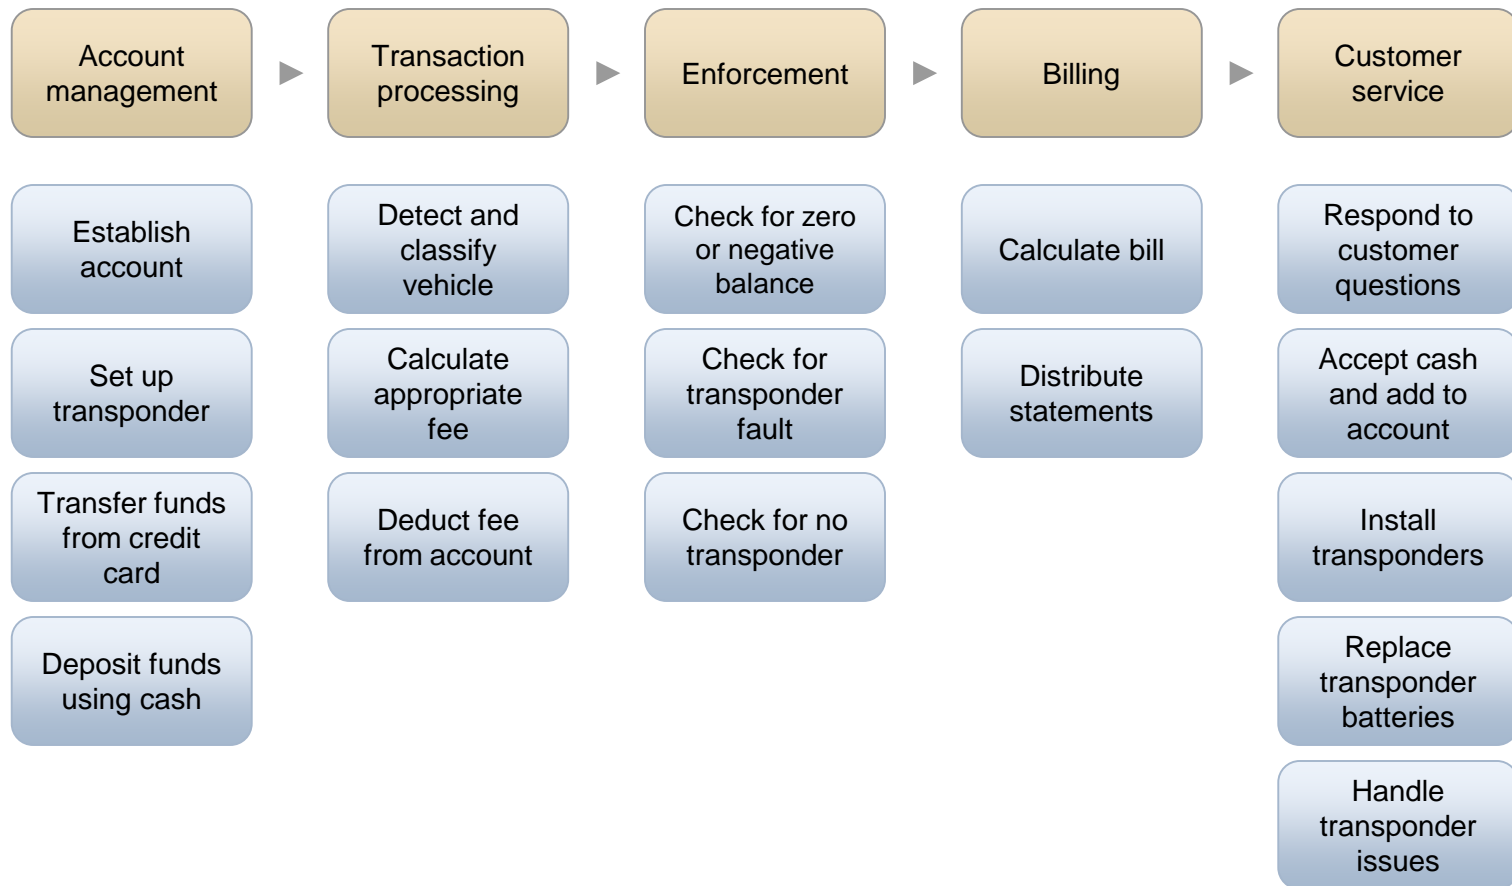 Account
management
Transaction
processing
Enforcement
Billing
Customer
service
Establish
account
Set up
transponder
Transfer funds
from credit
card
Deposit funds
using cash
Detect and
classify
vehicle
Calculate
appropriate
fee
Deduct fee
from account
Check for zero
or negative
balance
Check for
transponder
fault
Check for no
transponder
Calculate bill
Distribute
statements
Respond to
customer
questions
Accept cash
and add to
account
Install
transponders
Replace
transponder
batteries
Handle
transponder
issues